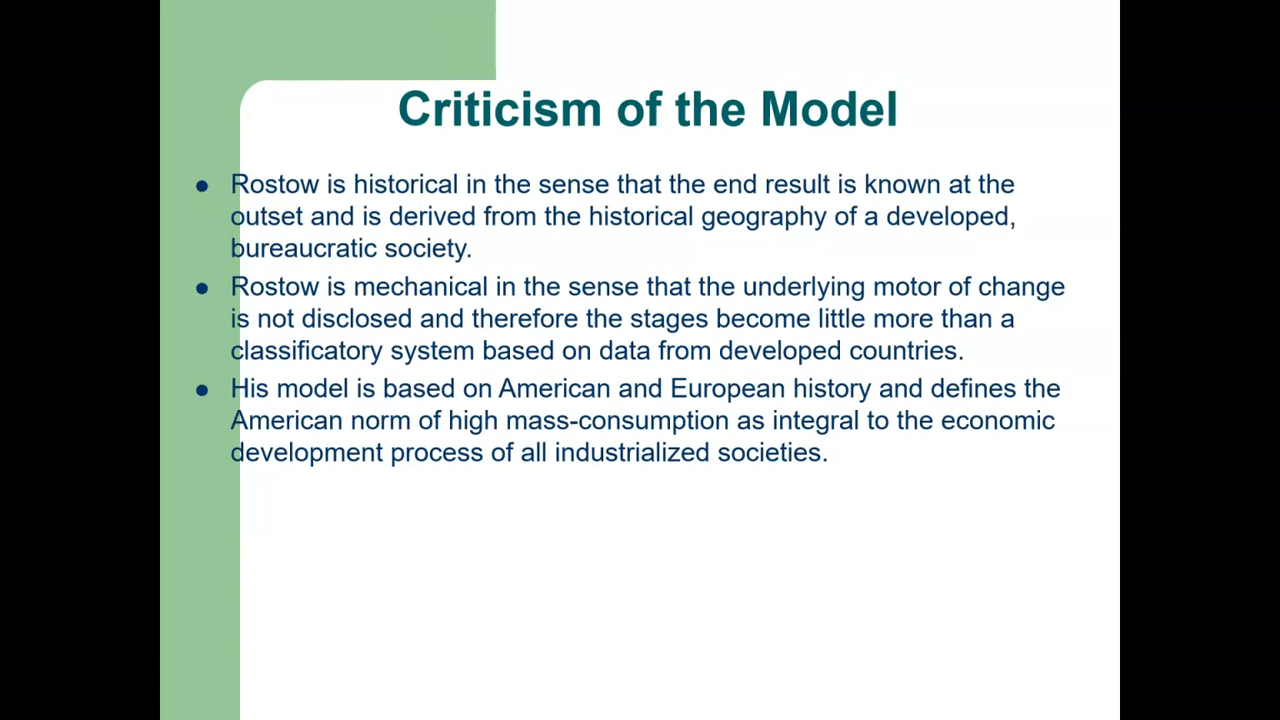 Criticism of the Model
● Rostow is historical in the sense that the end result is known at the
outset and is derived from the historical geography of a developed,
bureaucratic society.
● Rostow is mechanical in the sense that the underlying motor of change
is not disclosed and therefore the stages become little more than a
classificatory system based on data from developed countries.
● His model is based on American and European history and defines the
American norm of high mass-consumption as integral to the economic
development process of all industrialized societies.